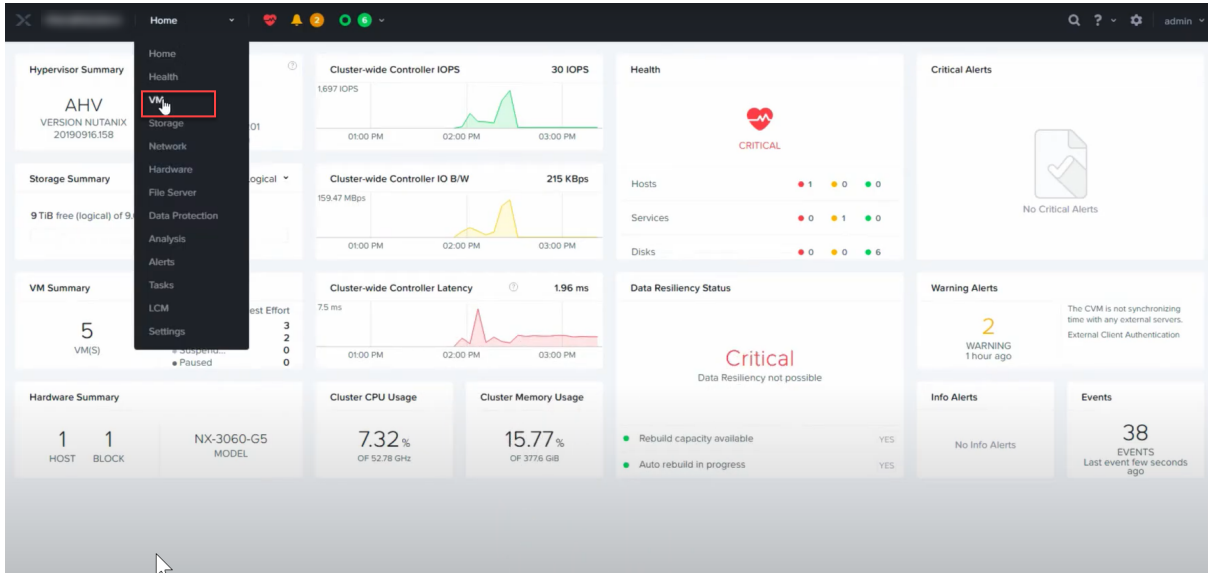 Home
2
6
?
admin
Home
Health
VM
Storage
Network
Hardware
File Server
Data Protection
Analysis
Alerts
Tasks
LCM
Settings
Hypervisor Summary
?
AHV
VERSION NUTANIX
20190916.158
01
Storage Summary
ogical
9 TiB free (logical) of 9.
VM Summary
est Effort
5
VM(S)
3
2
Suspend...
0
Paused
0
Hardware Summary
1
HOST
1
BLOCK
NX-3060-G5
MODEL
Cluster-wide Controller IOPS
30 IOPS
1,697 IOPS
01:00 PM
02:00 PM
03:00 PM
Cluster-wide Controller IO B/W
215 KBps
159.47 MBps
01:00 PM
02:00 PM
03:00 PM
Cluster-wide Controller Latency
?
1.96 ms
7.5 ms
01:00 PM
02:00 PM
03:00 PM
Cluster CPU Usage
7.32 %
OF 52.78 GHz
Cluster Memory Usage
15.77 %
OF 377.6 GiB
Health
CRITICAL
Hosts
1
0
0
Services
0
1
0
Disks
0
0
6
Data Resiliency Status
Critical
Data Resiliency not possible
Rebuild capacity available
YES
Auto rebuild in progress
YES
Critical Alerts
No Critical Alerts
Warning Alerts
2
WARNING
1 hour ago
The CVM is not synchronizing
time with any external servers.
External Client Authentication
Info Alerts
No Info Alerts
Events
38
EVENTS
Last event few seconds
ago